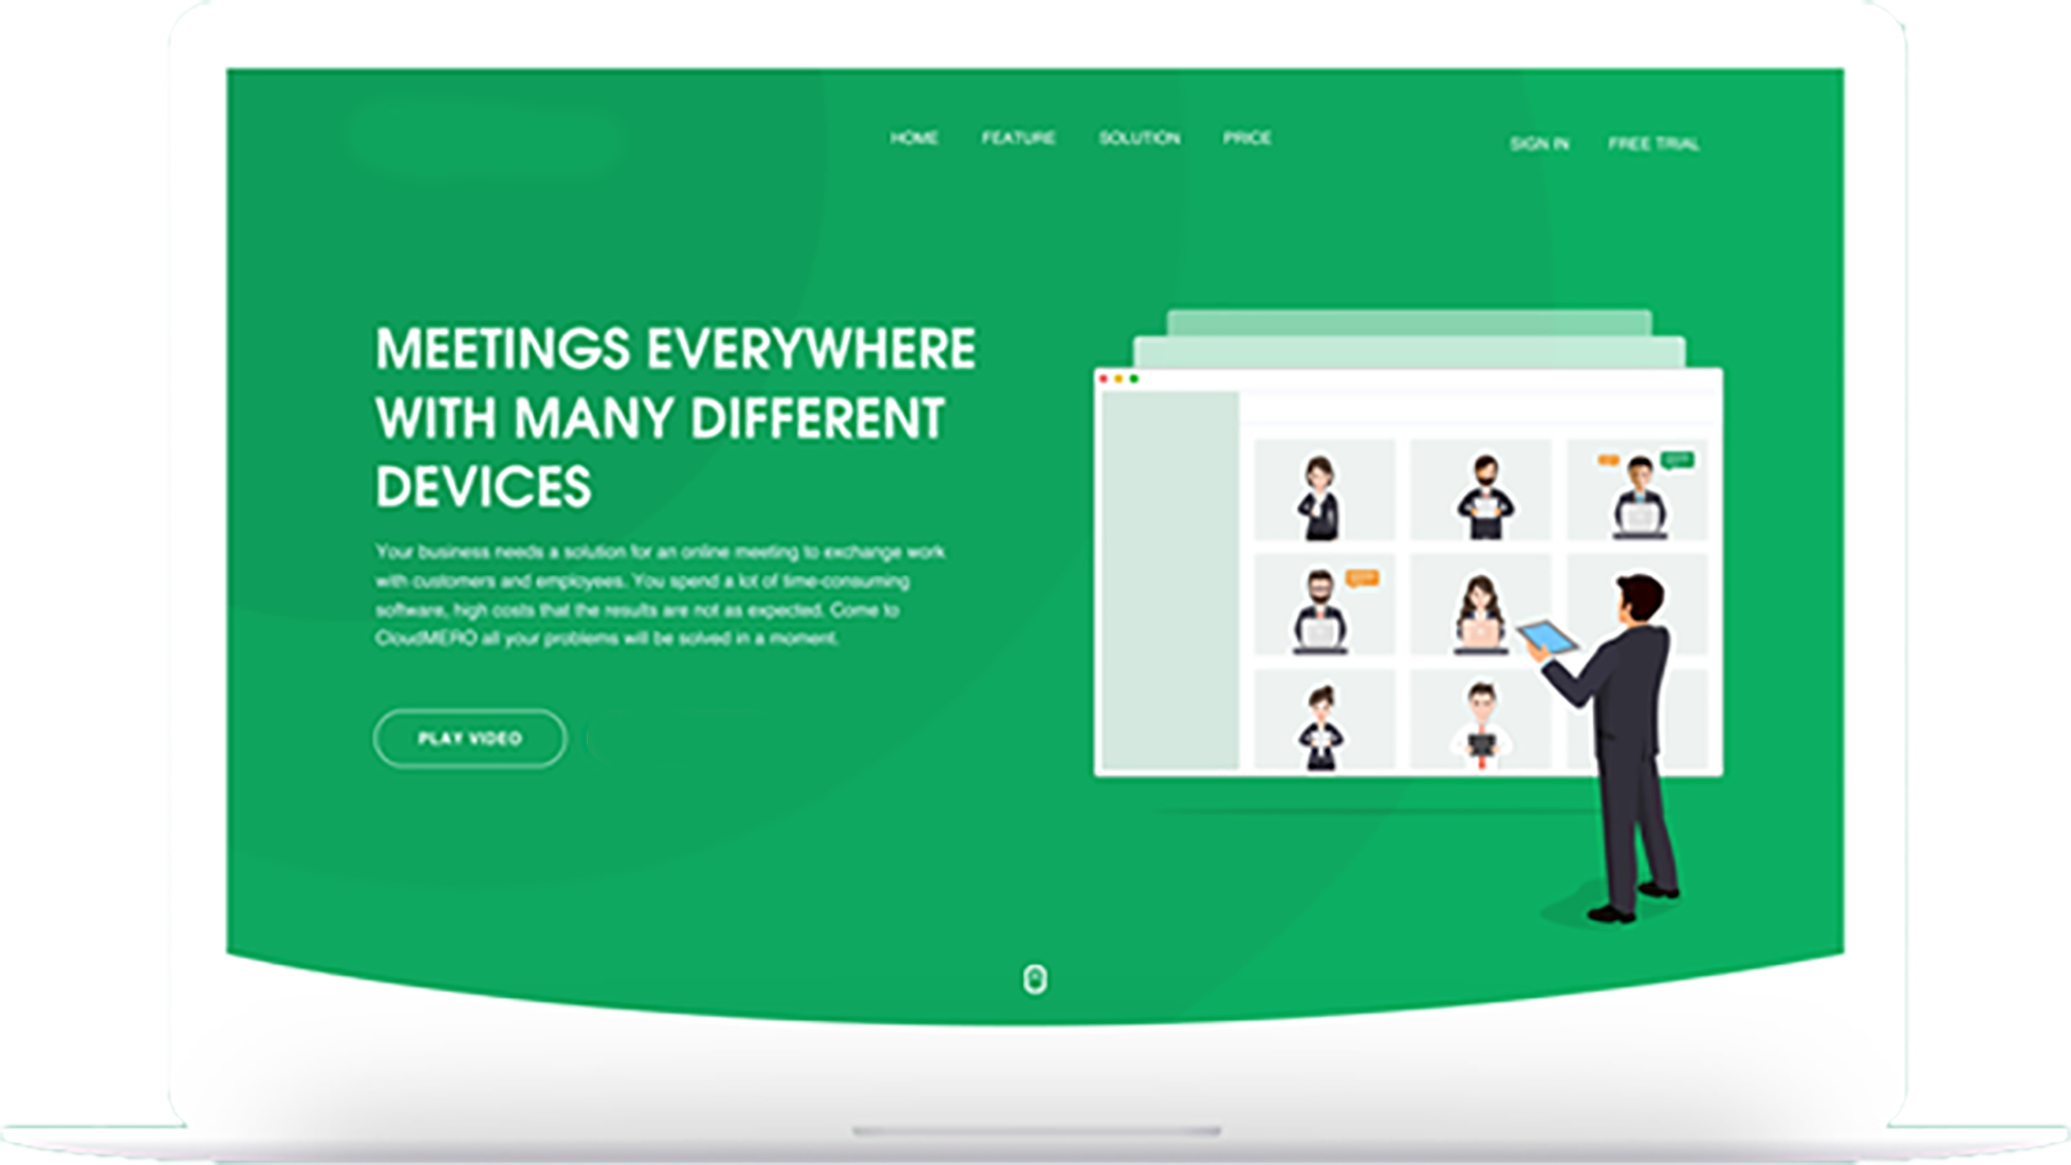 HOME FEATURE SOLUTION PRICE
SIGN IN FREE TRIAL
MEETINGS EVERYWHERE
WITH MANY DIFFERENT
DEVICES
Your business needs a solution for an online meeting to exchange work
with customers and employees. You spend a lot of time-consuming
software, high costs that the results are not as expected. Come to
CloudMERO all your problems will be solved in a moment.
PLAY VIDEO